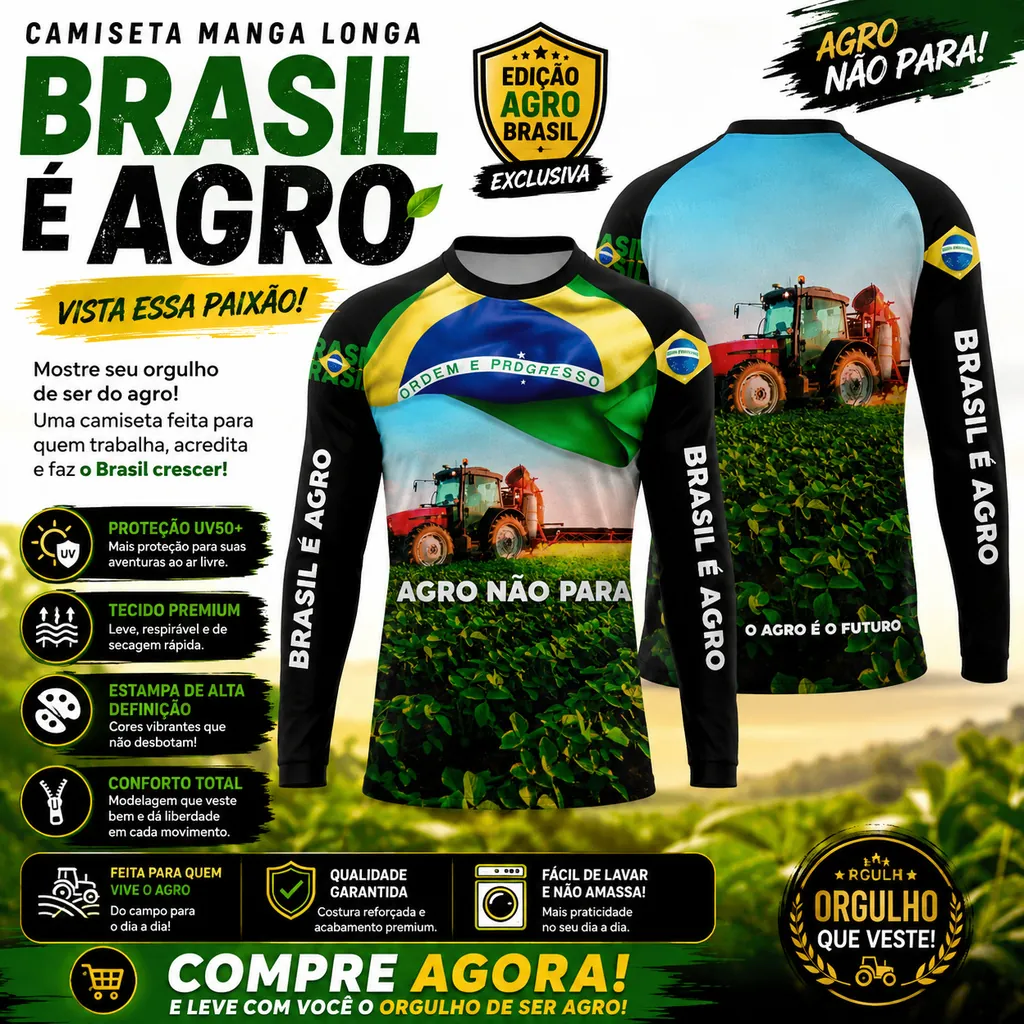 CAMISETA MANGA LONGA
BRASIL
É AGRO
VISTA ESSA PAIXÃO!
Mostre seu orgulho
de ser do agro!
Uma camiseta feita para
quem trabalha, acredita
e faz o Brasil crescer!
EDIÇÃO
AGRO
BRASIL
EXCLUSIVA
AGRO
NÃO PARA!
PROTEÇÃO UV50+
UV
Mais proteção para suas
aventuras ao ar livre.
TECIDO PREMIUM
Leve, respirável e de
secagem rápida.
ESTAMPA DE ALTA
DEFINIÇÃO
Cores vibrantes que
não desbotam!
CONFORTO TOTAL
Modelagem que veste
bem e dá liberdade
em cada movimento.
ORDEM E PRDGRESSO
BRASIL É AGRO
BRASIL É AGRO
AGRO NÃO PARA
BRASIL É AGRO
O AGRO É O FUTURO
FEITA PARA QUEM
VIVE O AGRO
Do campo para
o dia a dia!
QUALIDADE
GARANTIDA
Costura reforçada e
acabamento premium.
FÁCIL DE LAVAR
E NÃO AMASSA!
Mais praticidade
no seu dia a dia.
ORGULHO
QUE VESTE!
COMPRE AGORA!
E LEVE COM VOCÊ O ORGULHO DE SER AGRO!